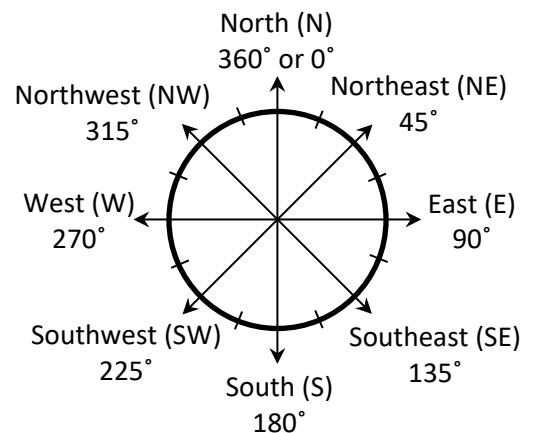 North (N)
360˚ or 0˚
Northeast (NE)
45˚
East (E)
90˚
Southeast (SE)
135˚
South (S)
180˚
Southwest (SW)
225˚
West (W)
270˚
Northwest (NW)
315˚